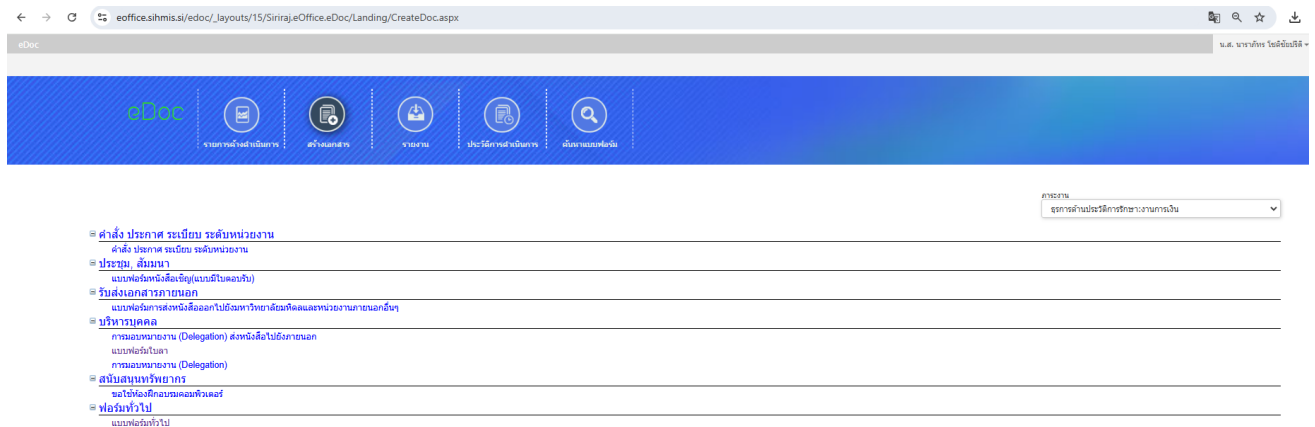 eoffice.sihmis.si/edoc/_layouts/15/Siriraj.eOffice.eDoc/Landing/CreateDoc.aspx
eDoc
น.ส. นาราภัทร โชติชัยปรีดี
eDoc
รายการค้างดำเนินการ
สร้างเอกสาร
รายงาน
ประวัติการดำเนินการ
ค้นหาแบบฟอร์ม
ภาระงาน
ธุรการด้านประวัติการรักษา:งานการเงิน
คำสั่ง ประกาศ ระเบียบ ระดับหน่วยงาน
คำสั่ง ประกาศ ระเบียบ ระดับหน่วยงาน
ประชุม, สัมมนา
แบบฟอร์มหนังสือเชิญ(แบบมีใบตอบรับ)
รับส่งเอกสารภายนอก
แบบฟอร์มการส่งหนังสือออกไปยังมหาวิทยาลัยมหิดลและหน่วยงานภายนอกอื่นๆ
บริหารบุคคล
การมอบหมายงาน (Delegation) ส่งหนังสือไปยังภายนอก
แบบฟอร์มใบลา
การมอบหมายงาน (Delegation)
สนับสนุนทรัพยากร
ขอใช้ห้องฝึกอบรมคอมพิวเตอร์
ฟอร์มทั่วไป
แบบฟอร์มทั่วไป